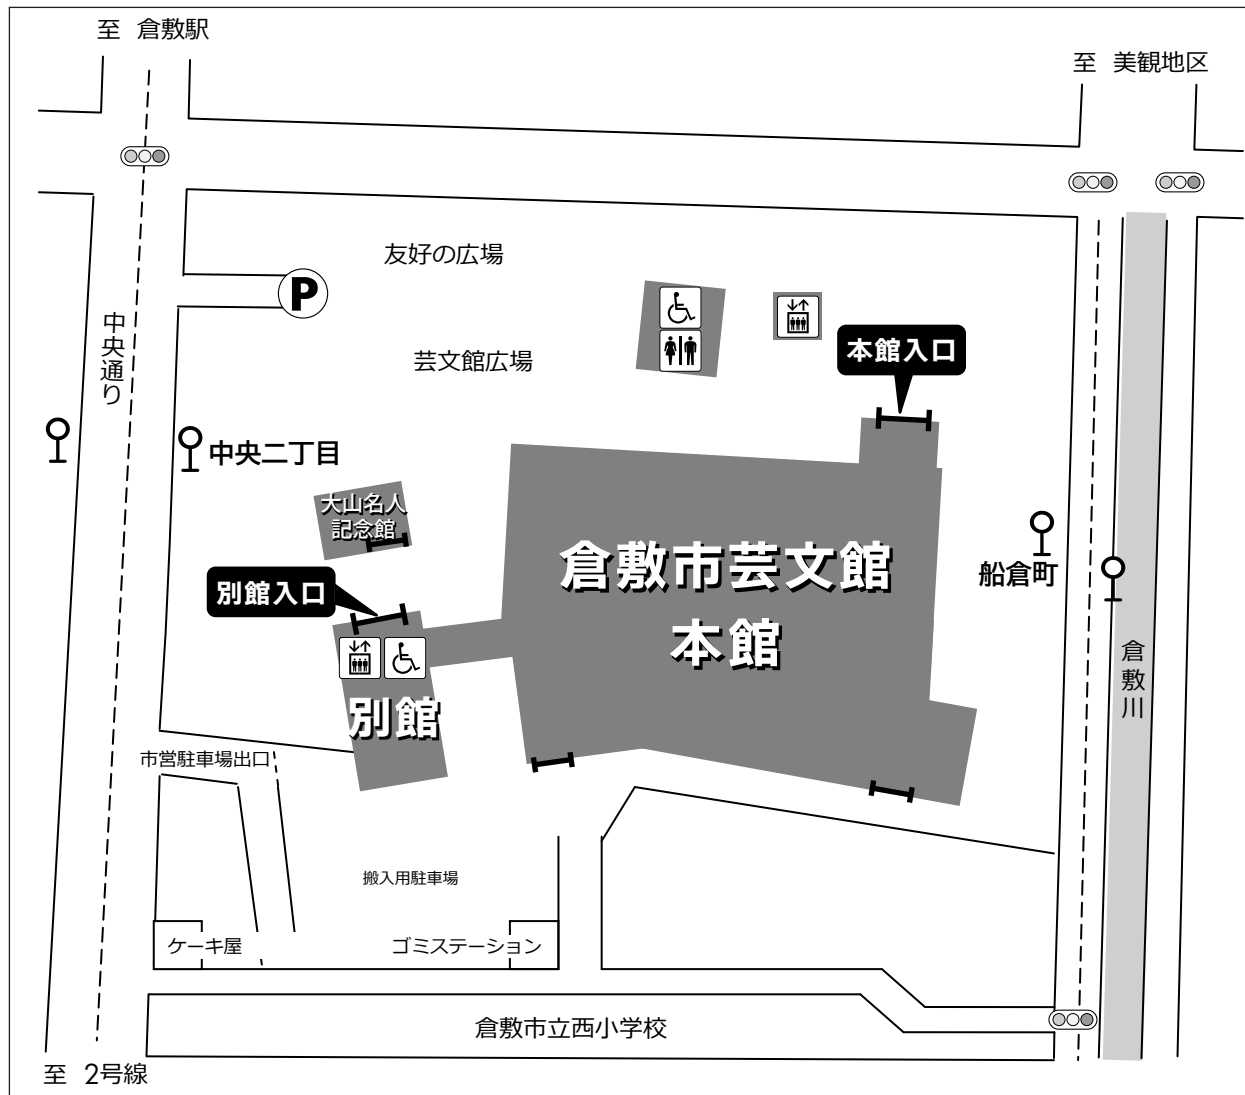 至 倉敷駅
至 美観地区
友好の広場
P
中央通り
芸文館広場
本館入口
中央二丁目
大山名人
記念館
倉敷市芸文館
本館
船倉町
別館入口
別館
倉敷川
市営駐車場出口
搬入用駐車場
ケーキ屋
ゴミステーション
倉敷市立西小学校
至 2号線